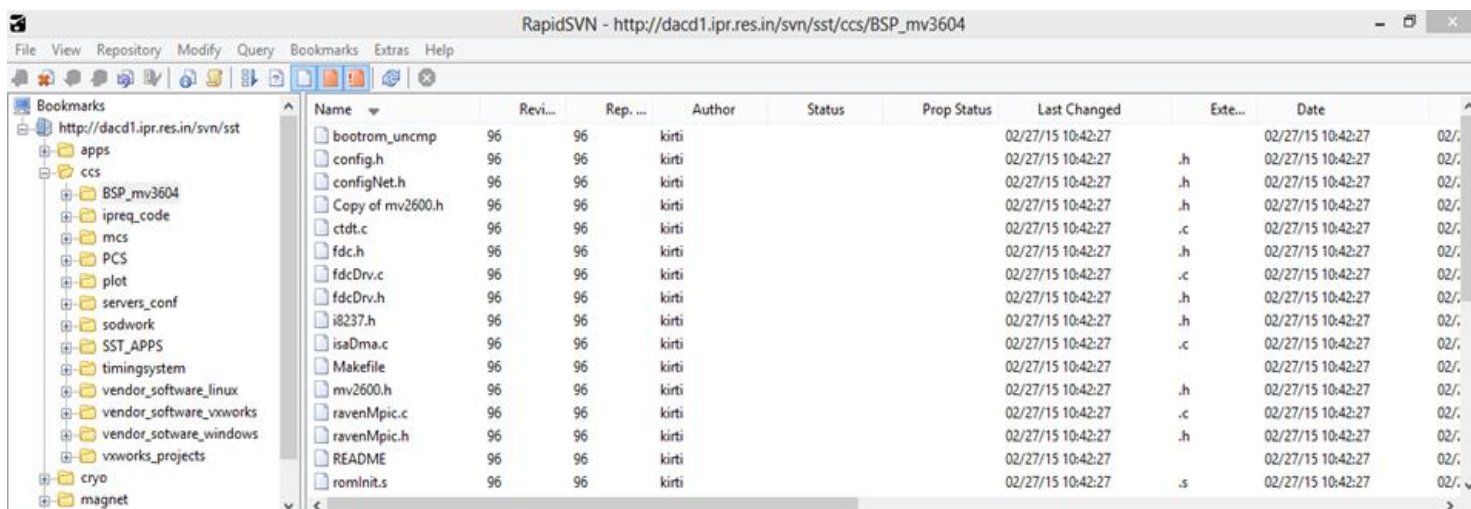 RapidSVN - http://dacd1.ipr.res.in/svn/sst/ccs/BSP_mv3604
File View Repository Modify Query Bookmarks Extras Help
Bookmarks
http://dacd1.ipr.res.in/svn/sst
apps
ccs
BSP_mv3604
ipreq_code
mcs
PCS
plot
servers_conf
sodwork
SST_APPS
timingsystem
vendor_software_linux
vendor_software_vxworks
vendor_sotware_windows
vxworks_projects
cryo
magnet
Name Revi... Rep. ... Author Status Prop Status Last Changed Exte... Date
bootrom_uncmp 96 96 kirti 02/27/15 10:42:27 02/27/15 10:42:27 02/
config.h 96 96 kirti 02/27/15 10:42:27 .h 02/27/15 10:42:27 02/
configNet.h 96 96 kirti 02/27/15 10:42:27 .h 02/27/15 10:42:27 02/
Copy of mv2600.h 96 96 kirti 02/27/15 10:42:27 .h 02/27/15 10:42:27 02/
ctdt.c 96 96 kirti 02/27/15 10:42:27 .c 02/27/15 10:42:27 02/
fdc.h 96 96 kirti 02/27/15 10:42:27 .h 02/27/15 10:42:27 02/
fdcDrv.c 96 96 kirti 02/27/15 10:42:27 .c 02/27/15 10:42:27 02/
fdcDrv.h 96 96 kirti 02/27/15 10:42:27 .h 02/27/15 10:42:27 02/
i8237.h 96 96 kirti 02/27/15 10:42:27 .h 02/27/15 10:42:27 02/
isaDma.c 96 96 kirti 02/27/15 10:42:27 .c 02/27/15 10:42:27 02/
Makefile 96 96 kirti 02/27/15 10:42:27 02/27/15 10:42:27 02/
mv2600.h 96 96 kirti 02/27/15 10:42:27 .h 02/27/15 10:42:27 02/
ravenMpic.c 96 96 kirti 02/27/15 10:42:27 .c 02/27/15 10:42:27 02/
ravenMpic.h 96 96 kirti 02/27/15 10:42:27 .h 02/27/15 10:42:27 02/
README 96 96 kirti 02/27/15 10:42:27 02/27/15 10:42:27 02/
romInit.s 96 96 kirti 02/27/15 10:42:27 .s 02/27/15 10:42:27 02/